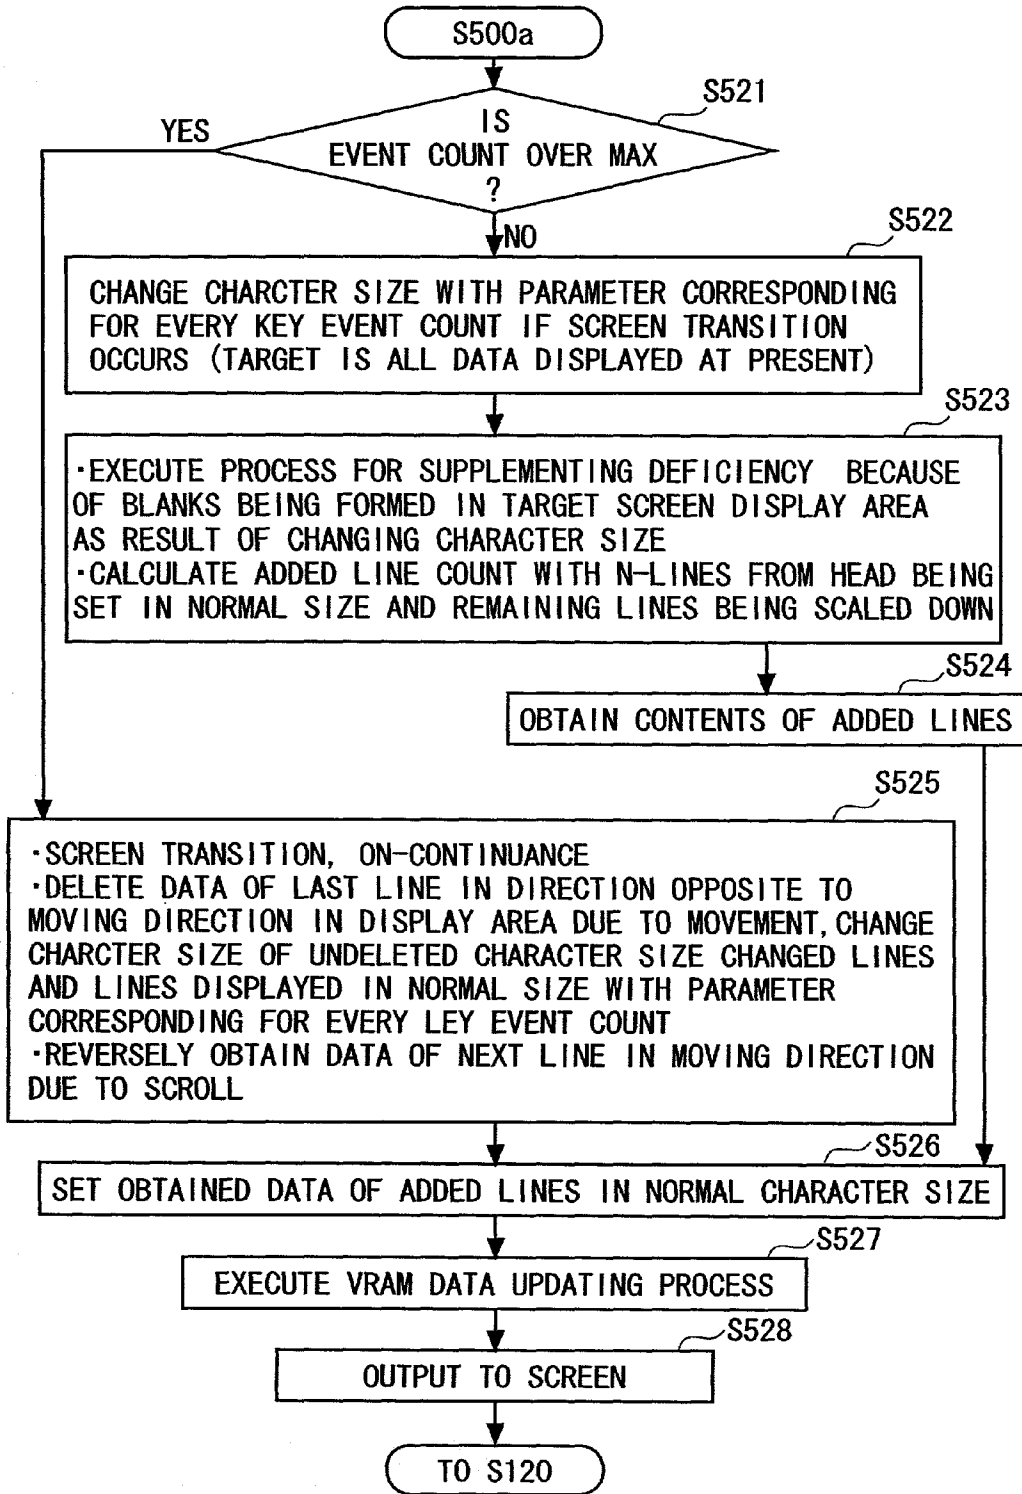 S500a
S521
YES
IS
EVENT COUNT OVER MAX
?
NO
S522
CHANGE CHARCTER SIZE WITH PARAMETER CORRESPONDING
FOR EVERY KEY EVENT COUNT IF SCREEN TRANSITION
OCCURS (TARGET IS ALL DATA DISPLAYED AT PRESENT)
S523
・EXECUTE PROCESS FOR SUPPLEMENTING DEFICIENCY BECAUSE
OF BLANKS BEING FORMED IN TARGET SCREEN DISPLAY AREA
AS RESULT OF CHANGING CHARACTER SIZE
・CALCULATE ADDED LINE COUNT WITH N-LINES FROM HEAD BEING
SET IN NORMAL SIZE AND REMAINING LINES BEING SCALED DOWN
S524
OBTAIN CONTENTS OF ADDED LINES
S525
・SCREEN TRANSITION, ON-CONTINUANCE
・DELETE DATA OF LAST LINE IN DIRECTION OPPOSITE TO
MOVING DIRECTION IN DISPLAY AREA DUE TO MOVEMENT, CHANGE
CHARCTER SIZE OF UNDELETED CHARACTER SIZE CHANGED LINES
AND LINES DISPLAYED IN NORMAL SIZE WITH PARAMETER
CORRESPONDING FOR EVERY LEY EVENT COUNT
・REVERSELY OBTAIN DATA OF NEXT LINE IN MOVING DIRECTION
DUE TO SCROLL
S526
SET OBTAINED DATA OF ADDED LINES IN NORMAL CHARACTER SIZE
S527
EXECUTE VRAM DATA UPDATING PROCESS
S528
OUTPUT TO SCREEN
TO S120